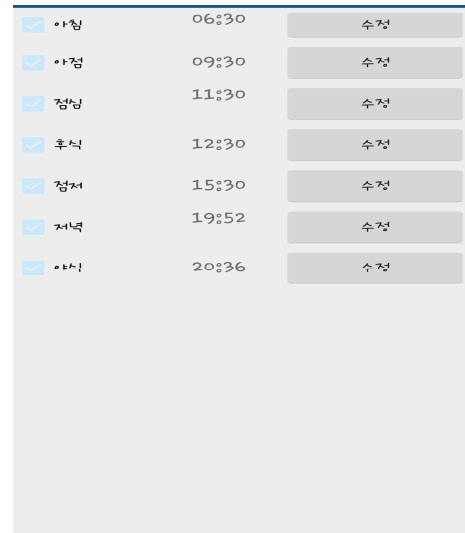 아침 06:30 수정
아점 09:30 수정
점심 11:30 수정
후식 12:30 수정
점저 15:30 수정
저녁 19:52 수정
야식 20:36 수정